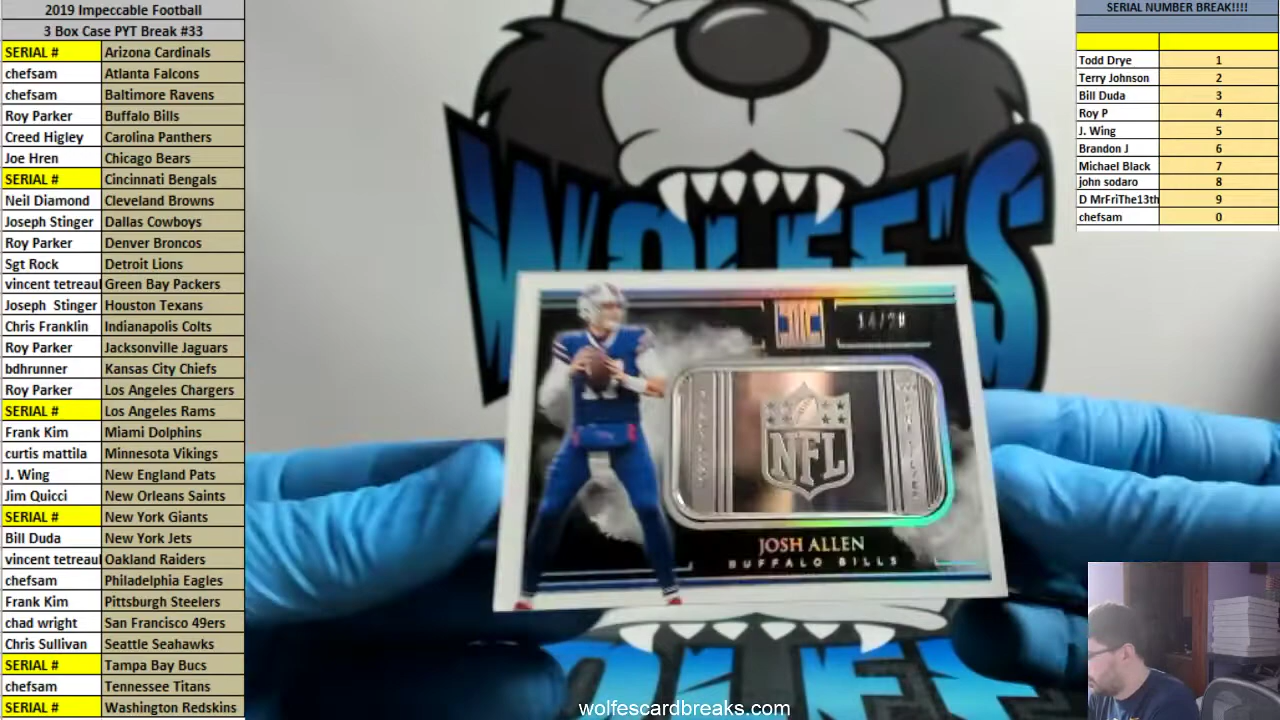 2019 Impeccable Football
3 Box Case PYT Break #33
SERIAL # Arizona Cardinals
chefsam Atlanta Falcons
chefsam Baltimore Ravens
Roy Parker Buffalo Bills
Creed Higley Carolina Panthers
Joe Hren Chicago Bears
SERIAL # Cincinnati Bengals
Neil Diamond Cleveland Browns
Joseph Stinger Dallas Cowboys
Roy Parker Denver Broncos
Sgt Rock Detroit Lions
vincent tetreaul Green Bay Packers
Joseph Stinger Houston Texans
Chris Franklin Indianapolis Colts
Roy Parker Jacksonville Jaguars
bdhrunner Kansas City Chiefs
Roy Parker Los Angeles Chargers
SERIAL # Los Angeles Rams
Frank Kim Miami Dolphins
curtis mattila Minnesota Vikings
J. Wing New England Pats
Jim Quicci New Orleans Saints
SERIAL # New York Giants
Bill Duda New York Jets
vincent tetreaul Oakland Raiders
chefsam Philadelphia Eagles
Frank Kim Pittsburgh Steelers
chad wright San Francisco 49ers
Chris Sullivan Seattle Seahawks
SERIAL # Tampa Bay Bucs
chefsam Tennessee Titans
SERIAL # Washington Redskins
SERIAL NUMBER BREAK!!!!
Todd Drye 1
Terry Johnson 2
Bill Duda 3
Roy P 4
J. Wing 5
Brandon J 6
Michael Black 7
john sodaro 8
D MrFriThe13th 9
chefsam 0
WOLFE'S
NFL
JOSH ALLEN
BUFFALO BILLS
WOLFE
wolfescardbreaks.com